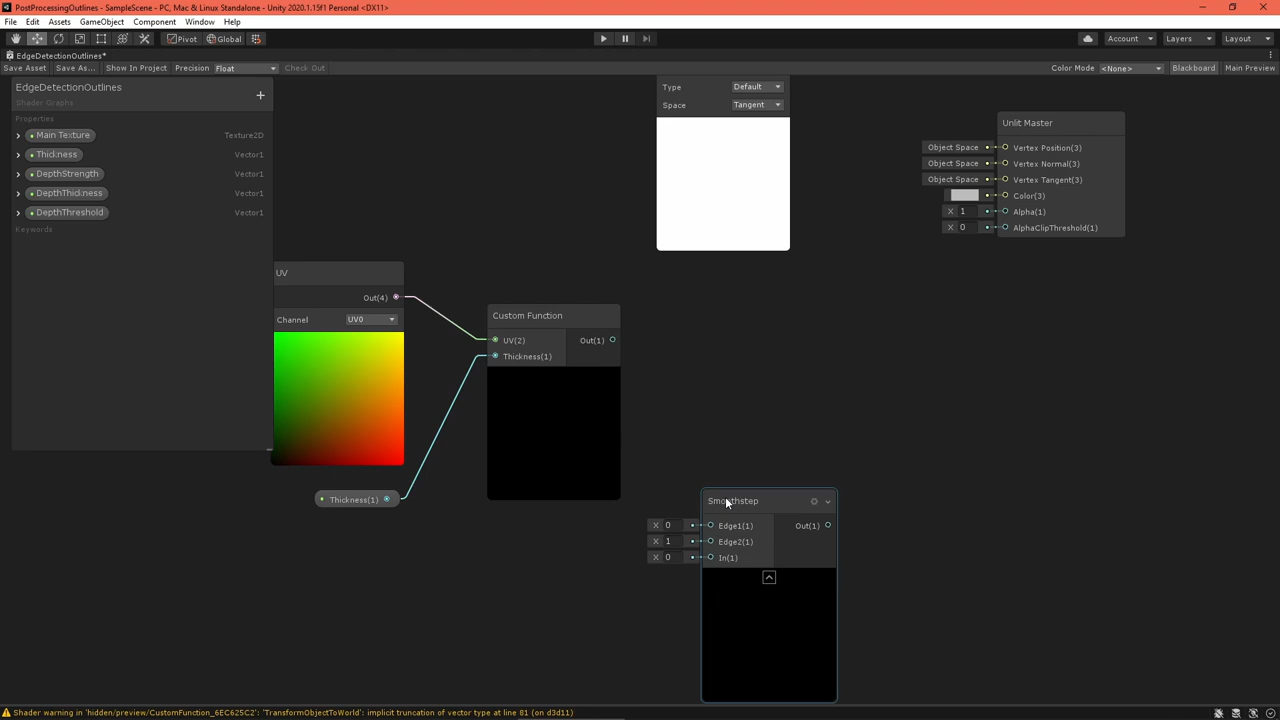 PostProcessingOutlines - SampleScene - PC, Mac & Linux Standalone - Unity 2020.1.15f1 Personal <DX11>
File Edit Assets GameObject Component Window Help
Pivot Global Account Layers Layout
EdgeDetectionOutlines*
Save Asset Save As... Show In Project Precision Float Check Out Color Mode <None> Blackboard Main Preview
EdgeDetectionOutlines
Shader Graphs
Properties
Main Texture Texture2D
Thickness Vector1
DepthStrength Vector1
DepthThickness Vector1
DepthThreshold Vector1
Keywords
Type Default
Space Tangent
Unlit Master
Object Space Vertex Position(3)
Object Space Vertex Normal(3)
Object Space Vertex Tangent(3)
Color(3)
X 1 Alpha(1)
X 0 AlphaClipThreshold(1)
UV
Out(4)
Channel UV0
Custom Function
UV(2) Out(1)
Thickness(1)
Thickness(1)
Smoothstep
X 0 Edge1(1) Out(1)
X 1 Edge2(1)
X 0 In(1)
Shader warning in 'hidden/preview/CustomFunction_6EC625C2': 'TransformObjectToWorld': implicit truncation of vector type at line 81 (on d3d11)